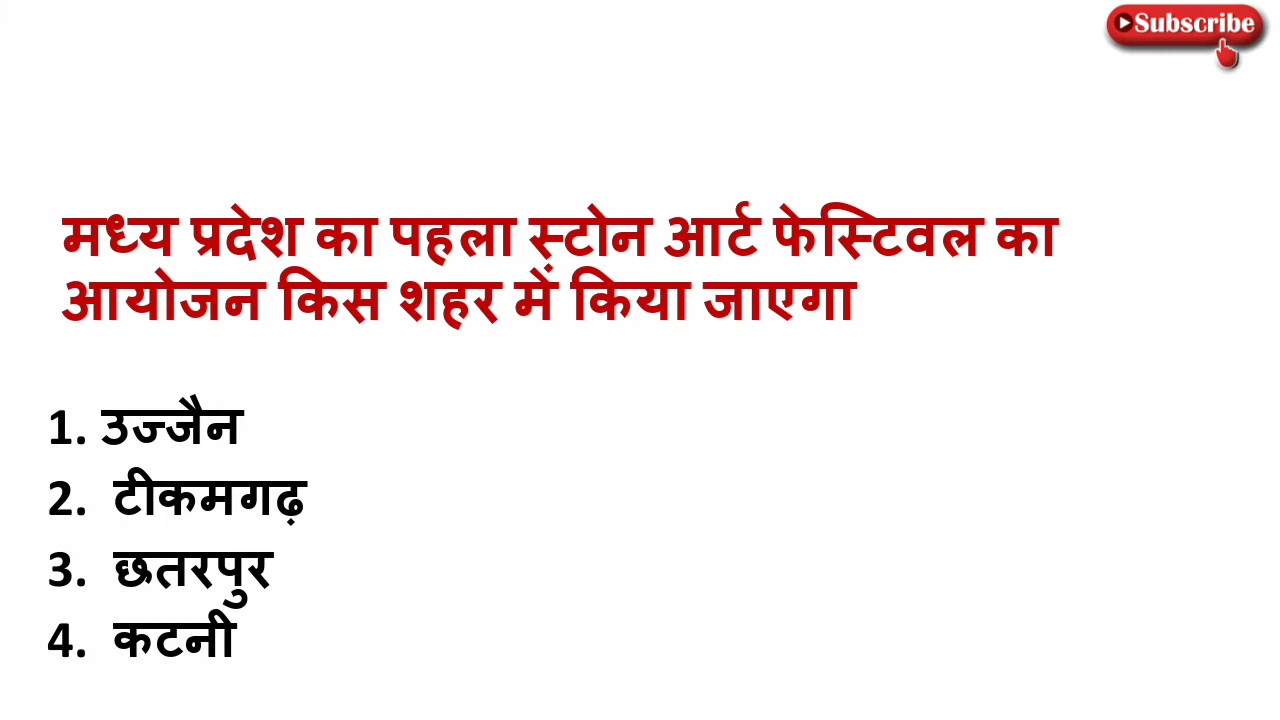 Subscribe
मध्य प्रदेश का पहला स्टोन आर्ट फेस्टिवल का
आयोजन किस शहर में किया जाएगा
1. उज्जैन
2. टीकमगढ़
3. छतरपुर
4. कटनी